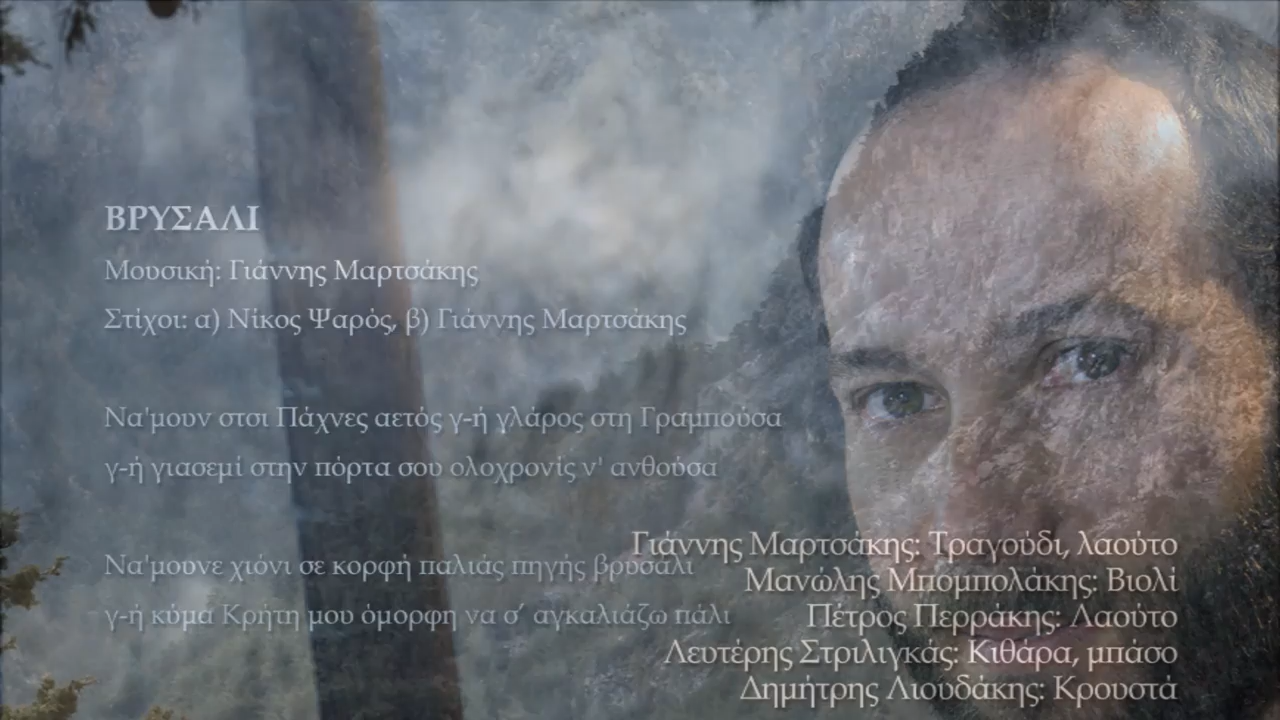 ΒΡΥΣΑΛΙ
Μουσική: Γιάννης Μαρτσάκης
Στίχοι: α) Νίκος Ψαρός, β) Γιάννης Μαρτσάκης
Να'μουν στοι Πάχνες αετός γ-ή γλάρος στη Γραμπούσα
γ-ή γιασεμί στην πόρτα σου ολοχρονίς ν' ανθούσα
Να'μουνε χιόνι σε κορφή παλιάς πηγής βρυσάλι
γ-ή κύμα Κρήτη μου όμορφη να σ΄ αγκαλιάζω πάλι
Γιάννης Μαρτσάκης: Τραγούδι, λαούτο
Μανώλης Μπομπολάκης: Βιολί
Πέτρος Περράκης: Λαούτο
Λευτέρης Στριλιγκάς: Κιθάρα, μπάσο
Δημήτρης Λιουδάκης: Κρουστά